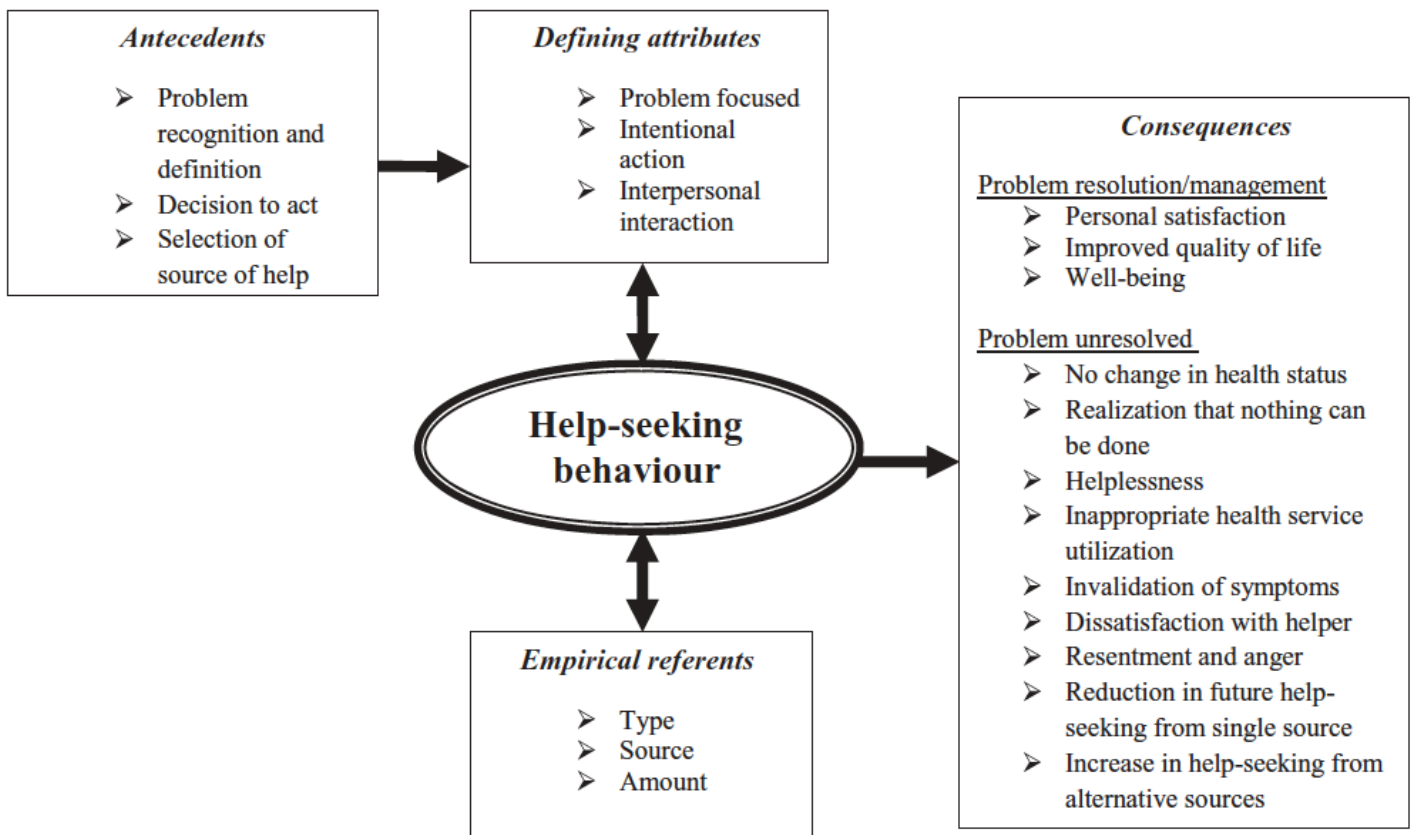 Antecedents
➢ Problem
recognition and
definition
➢ Decision to act
➢ Selection of
source of help
Defining attributes
➢ Problem focused
➢ Intentional
action
➢ Interpersonal
interaction
Help-seeking
behaviour
Empirical referents
➢ Type
➢ Source
➢ Amount
Consequences
Problem resolution/management
➢ Personal satisfaction
➢ Improved quality of life
➢ Well-being
Problem unresolved
➢ No change in health status
➢ Realization that nothing can
be done
➢ Helplessness
➢ Inappropriate health service
utilization
➢ Invalidation of symptoms
➢ Dissatisfaction with helper
➢ Resentment and anger
➢ Reduction in future help-
seeking from single source
➢ Increase in help-seeking from
alternative sources